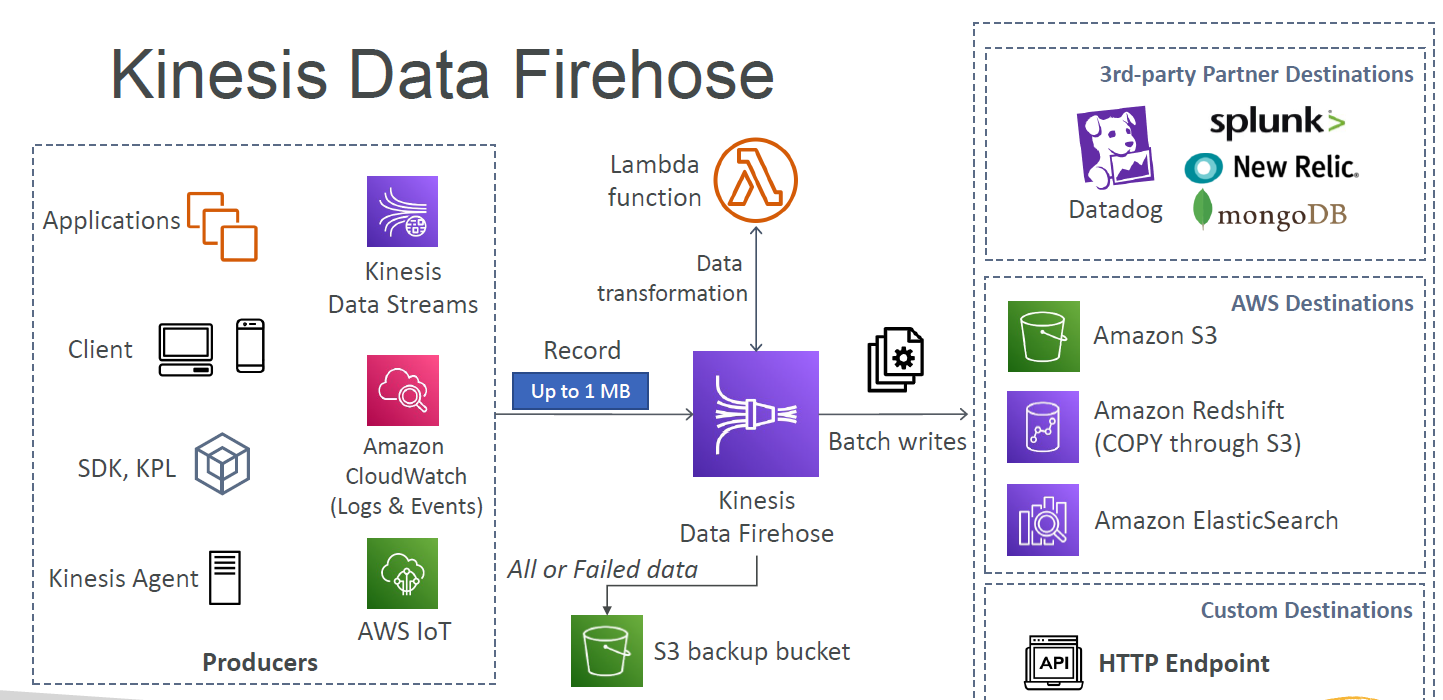 Kinesis Data Firehose
Applications
Kinesis
Data Streams
Client
Amazon
CloudWatch
(Logs & Events)
SDK, KPL
Kinesis Agent
AWS IoT
Producers
Record
Up to 1 MB
Lambda
function
Data
transformation
Kinesis
Data Firehose
All or Failed data
S3 backup bucket
Batch writes
3rd-party Partner Destinations
Datadog
splunk>
New Relic®
mongoDB
AWS Destinations
Amazon S3
Amazon Redshift
(COPY through S3)
Amazon ElasticSearch
Custom Destinations
API
HTTP Endpoint